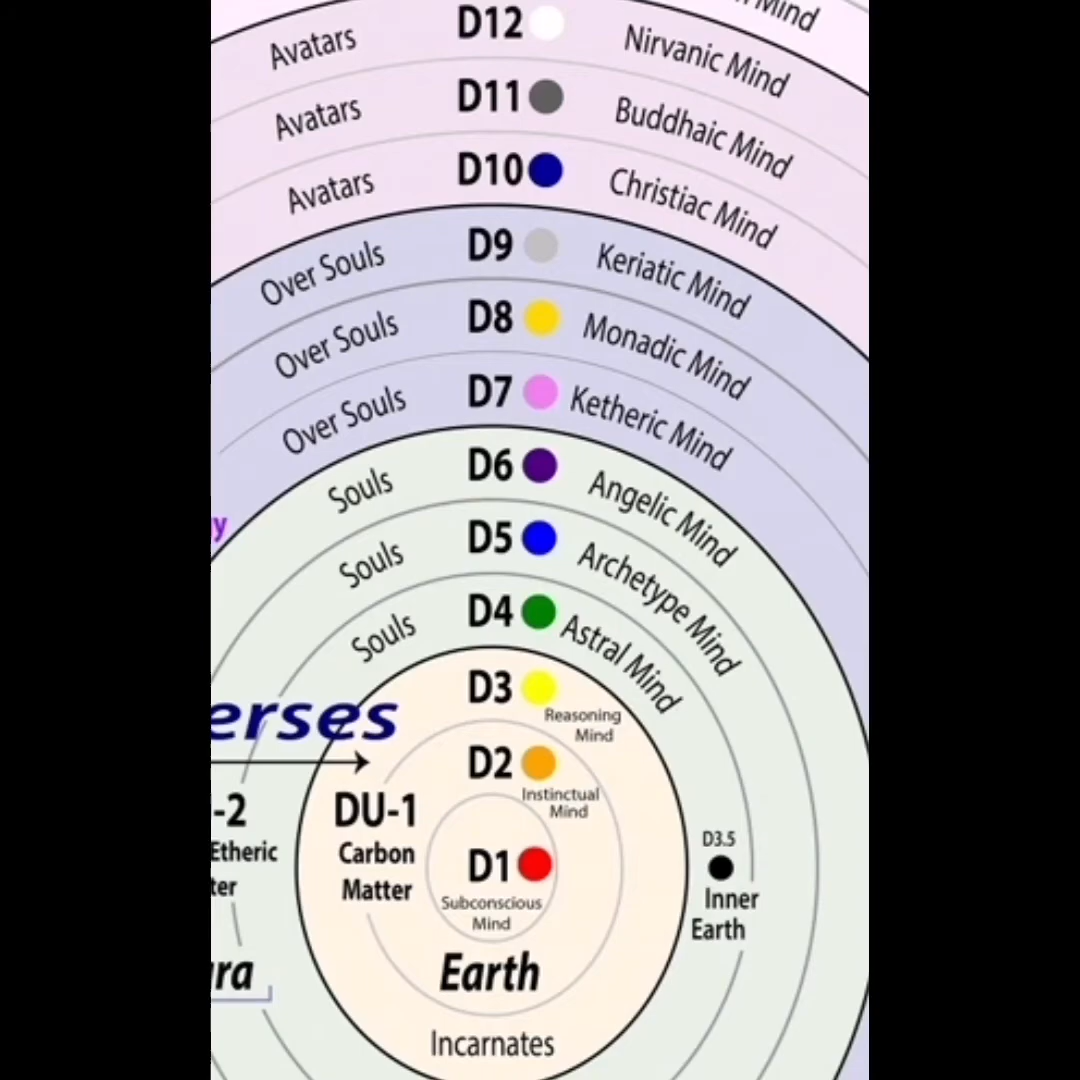 Mind
Avatars D12 Nirvanic Mind
Avatars D11 Buddhaic Mind
Avatars D10 Christiac Mind
Over Souls D9 Keriatic Mind
Over Souls D8 Monadic Mind
Over Souls D7 Ketheric Mind
Souls D6 Angelic Mind
y
Souls D5 Archetype Mind
Souls D4 Astral Mind
D3
Reasoning
Mind
erses
D2
Instinctual
Mind
-2
Etheric
ter
ara
DU-1
Carbon
Matter
D1
Subconscious
Mind
D3.5
Inner
Earth
Earth
Incarnates